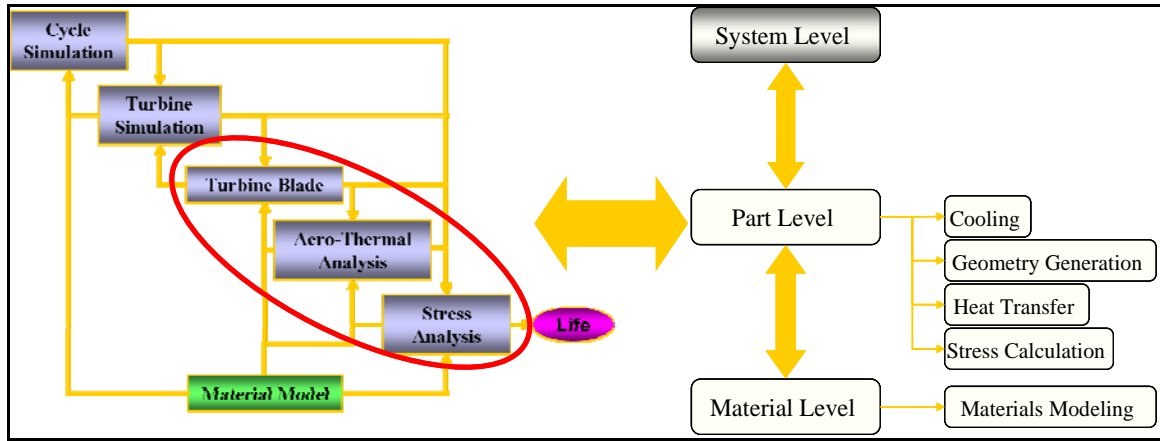 Cycle
Simulation
Turbine
Simulation
Turbine Blade
Aero-Thermal
Analysis
Stress
Analysis
Life
Material Model
System Level
Part Level
Cooling
Geometry Generation
Heat Transfer
Stress Calculation
Material Level
Materials Modeling